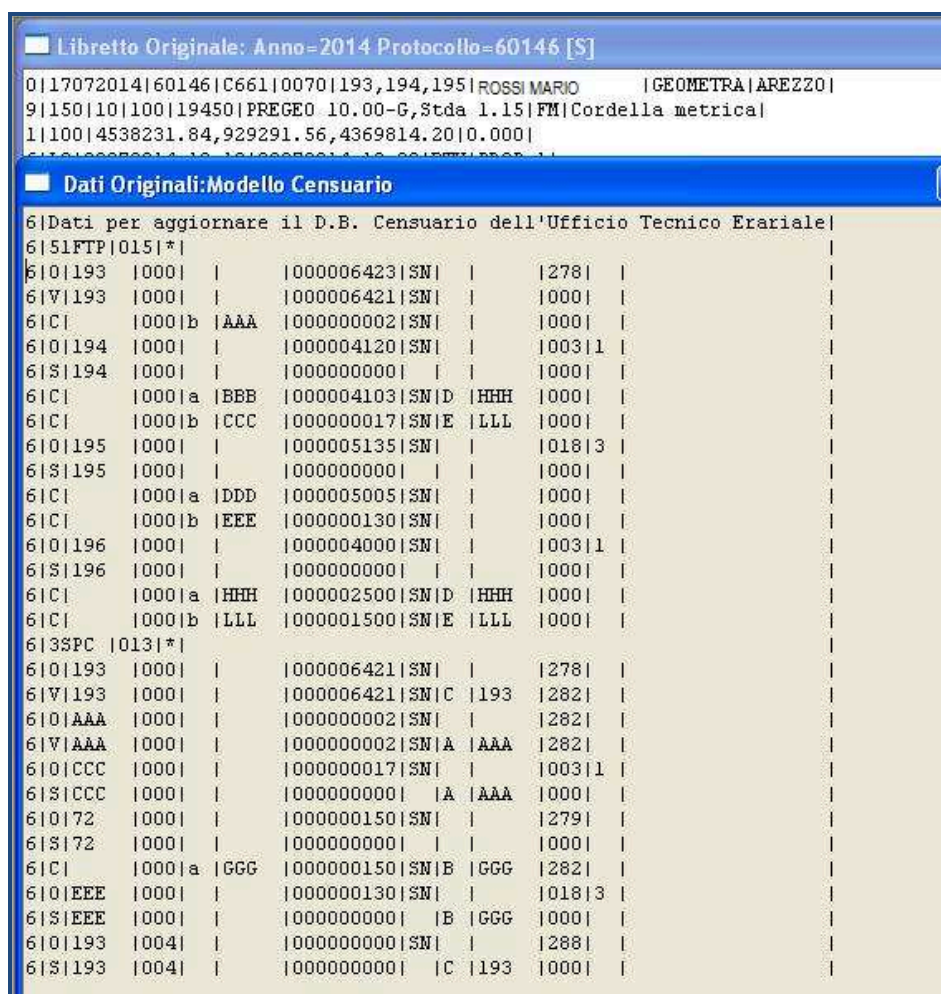 Libretto Originale: Anno=2014 Protocollo=60146 [S]
0|17072014|60146|C661|0070|193,194,195|ROSSI MARIO |GEOMETRA|AREZZO|
9|150|10|100|19450|PREGEO 10.00-G,Stda 1.15|FM|Cordella metrica|
1|100|4538231.84,929291.56,4369814.20|0.000|
Dati Originali:Modello Censuario
6|Dati per aggiornare il D.B. Censuario dell'Ufficio Tecnico Erariale|
6|51FTP|015|*| |
6|O|193 |000| | |000006423|SN| | |278| | |
6|V|193 |000| | |000006421|SN| | |000| | |
6|C| |000|b |AAA |000000002|SN| | |000| | |
6|O|194 |000| | |000004120|SN| | |003|1 | |
6|S|194 |000| | |000000000| | | |000| | |
6|C| |000|a |BBB |000004103|SN|D |HHH |000| | |
6|C| |000|b |CCC |000000017|SN|E |LLL |000| | |
6|O|195 |000| | |000005135|SN| | |018|3 | |
6|S|195 |000| | |000000000| | | |000| | |
6|C| |000|a |DDD |000005005|SN| | |000| | |
6|C| |000|b |EEE |000000130|SN| | |000| | |
6|O|196 |000| | |000004000|SN| | |003|1 | |
6|S|196 |000| | |000000000| | | |000| | |
6|C| |000|a |HHH |000002500|SN|D |HHH |000| | |
6|C| |000|b |LLL |000001500|SN|E |LLL |000| | |
6|3SPC |013|*| |
6|O|193 |000| | |000006421|SN| | |278| | |
6|V|193 |000| | |000006421|SN|C |193 |282| | |
6|O|AAA |000| | |000000002|SN| | |282| | |
6|V|AAA |000| | |000000002|SN|A |AAA |282| | |
6|O|CCC |000| | |000000017|SN| | |003|1 | |
6|S|CCC |000| | |000000000| |A |AAA |000| | |
6|O|72 |000| | |000000150|SN| | |279| | |
6|S|72 |000| | |000000000| | | |000| | |
6|C| |000|a |GGG |000000150|SN|B |GGG |282| | |
6|O|EEE |000| | |000000130|SN| | |018|3 | |
6|S|EEE |000| | |000000000| |B |GGG |000| | |
6|O|193 |004| | |000000000|SN| | |288| | |
6|S|193 |004| | |000000000| |C |193 |000| | |